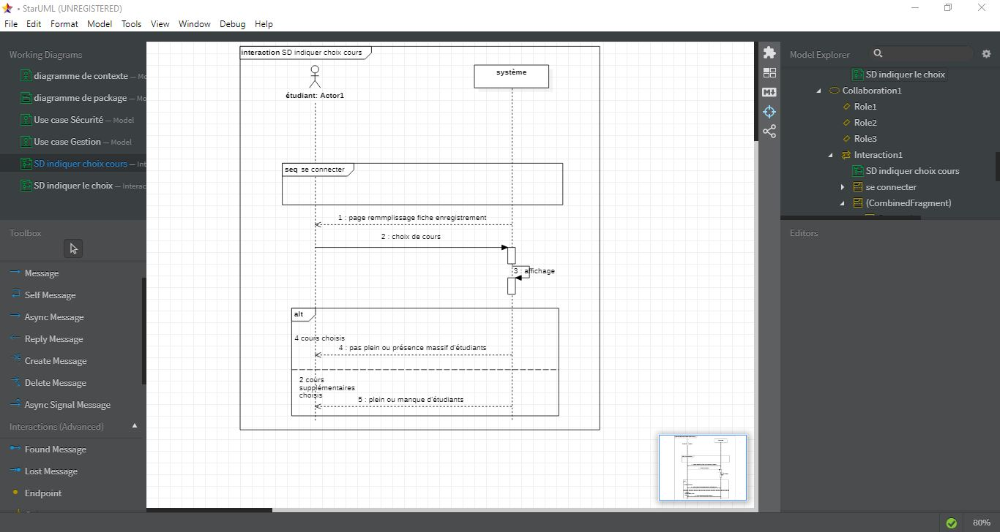 • StarUML (UNREGISTERED)
File Edit Format Model Tools View Window Debug Help
Working Diagrams
diagramme de contexte — Mo
diagramme de package — Mo
Use case Sécurité — Model
Use case Gestion — Model
SD indiquer choix cours — Int
SD indiquer le choix — Interac
Toolbox
Message
Self Message
Async Message
Reply Message
Create Message
Delete Message
Async Signal Message
Interactions (Advanced)
Found Message
Lost Message
Endpoint
interaction SD indiquer choix cours
étudiant: Actor1
système
seq se connecter
1 : page remmplissage fiche enregistrement
2 : choix de cours
3 : affichage
alt
4 cours choisis
4 : pas plein ou présence massif d'étudiants
2 cours
supplémentaires
choisis
5 : plein ou manque d'étudiants
Model Explorer
SD indiquer le choix
Collaboration1
Role1
Role2
Role3
Interaction1
SD indiquer choix cours
se connecter
(CombinedFragment)
Editors
80%